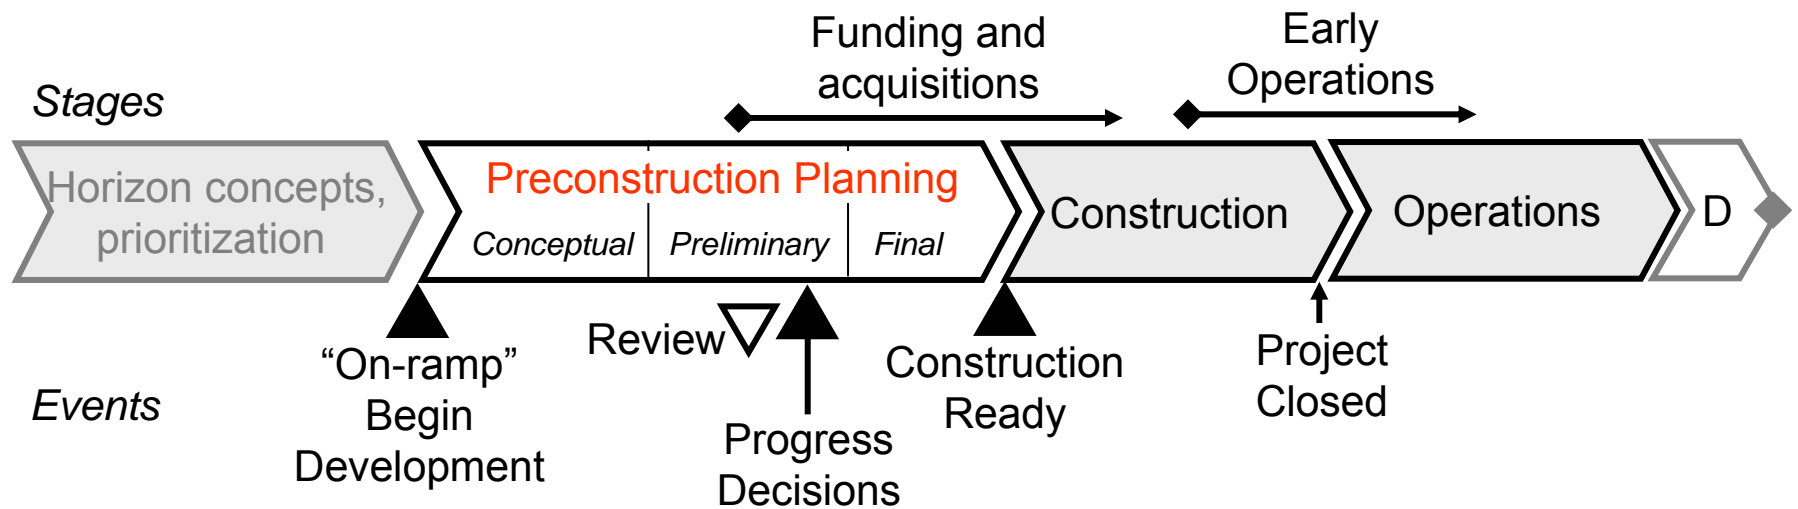 Funding and
acquisitions
Early
Operations
Stages
Horizon concepts,
prioritization
Preconstruction Planning
Conceptual
Preliminary
Final
Construction
Operations
D
“On-ramp”
Begin
Development
Review
Progress
Decisions
Construction
Ready
Project
Closed
Events